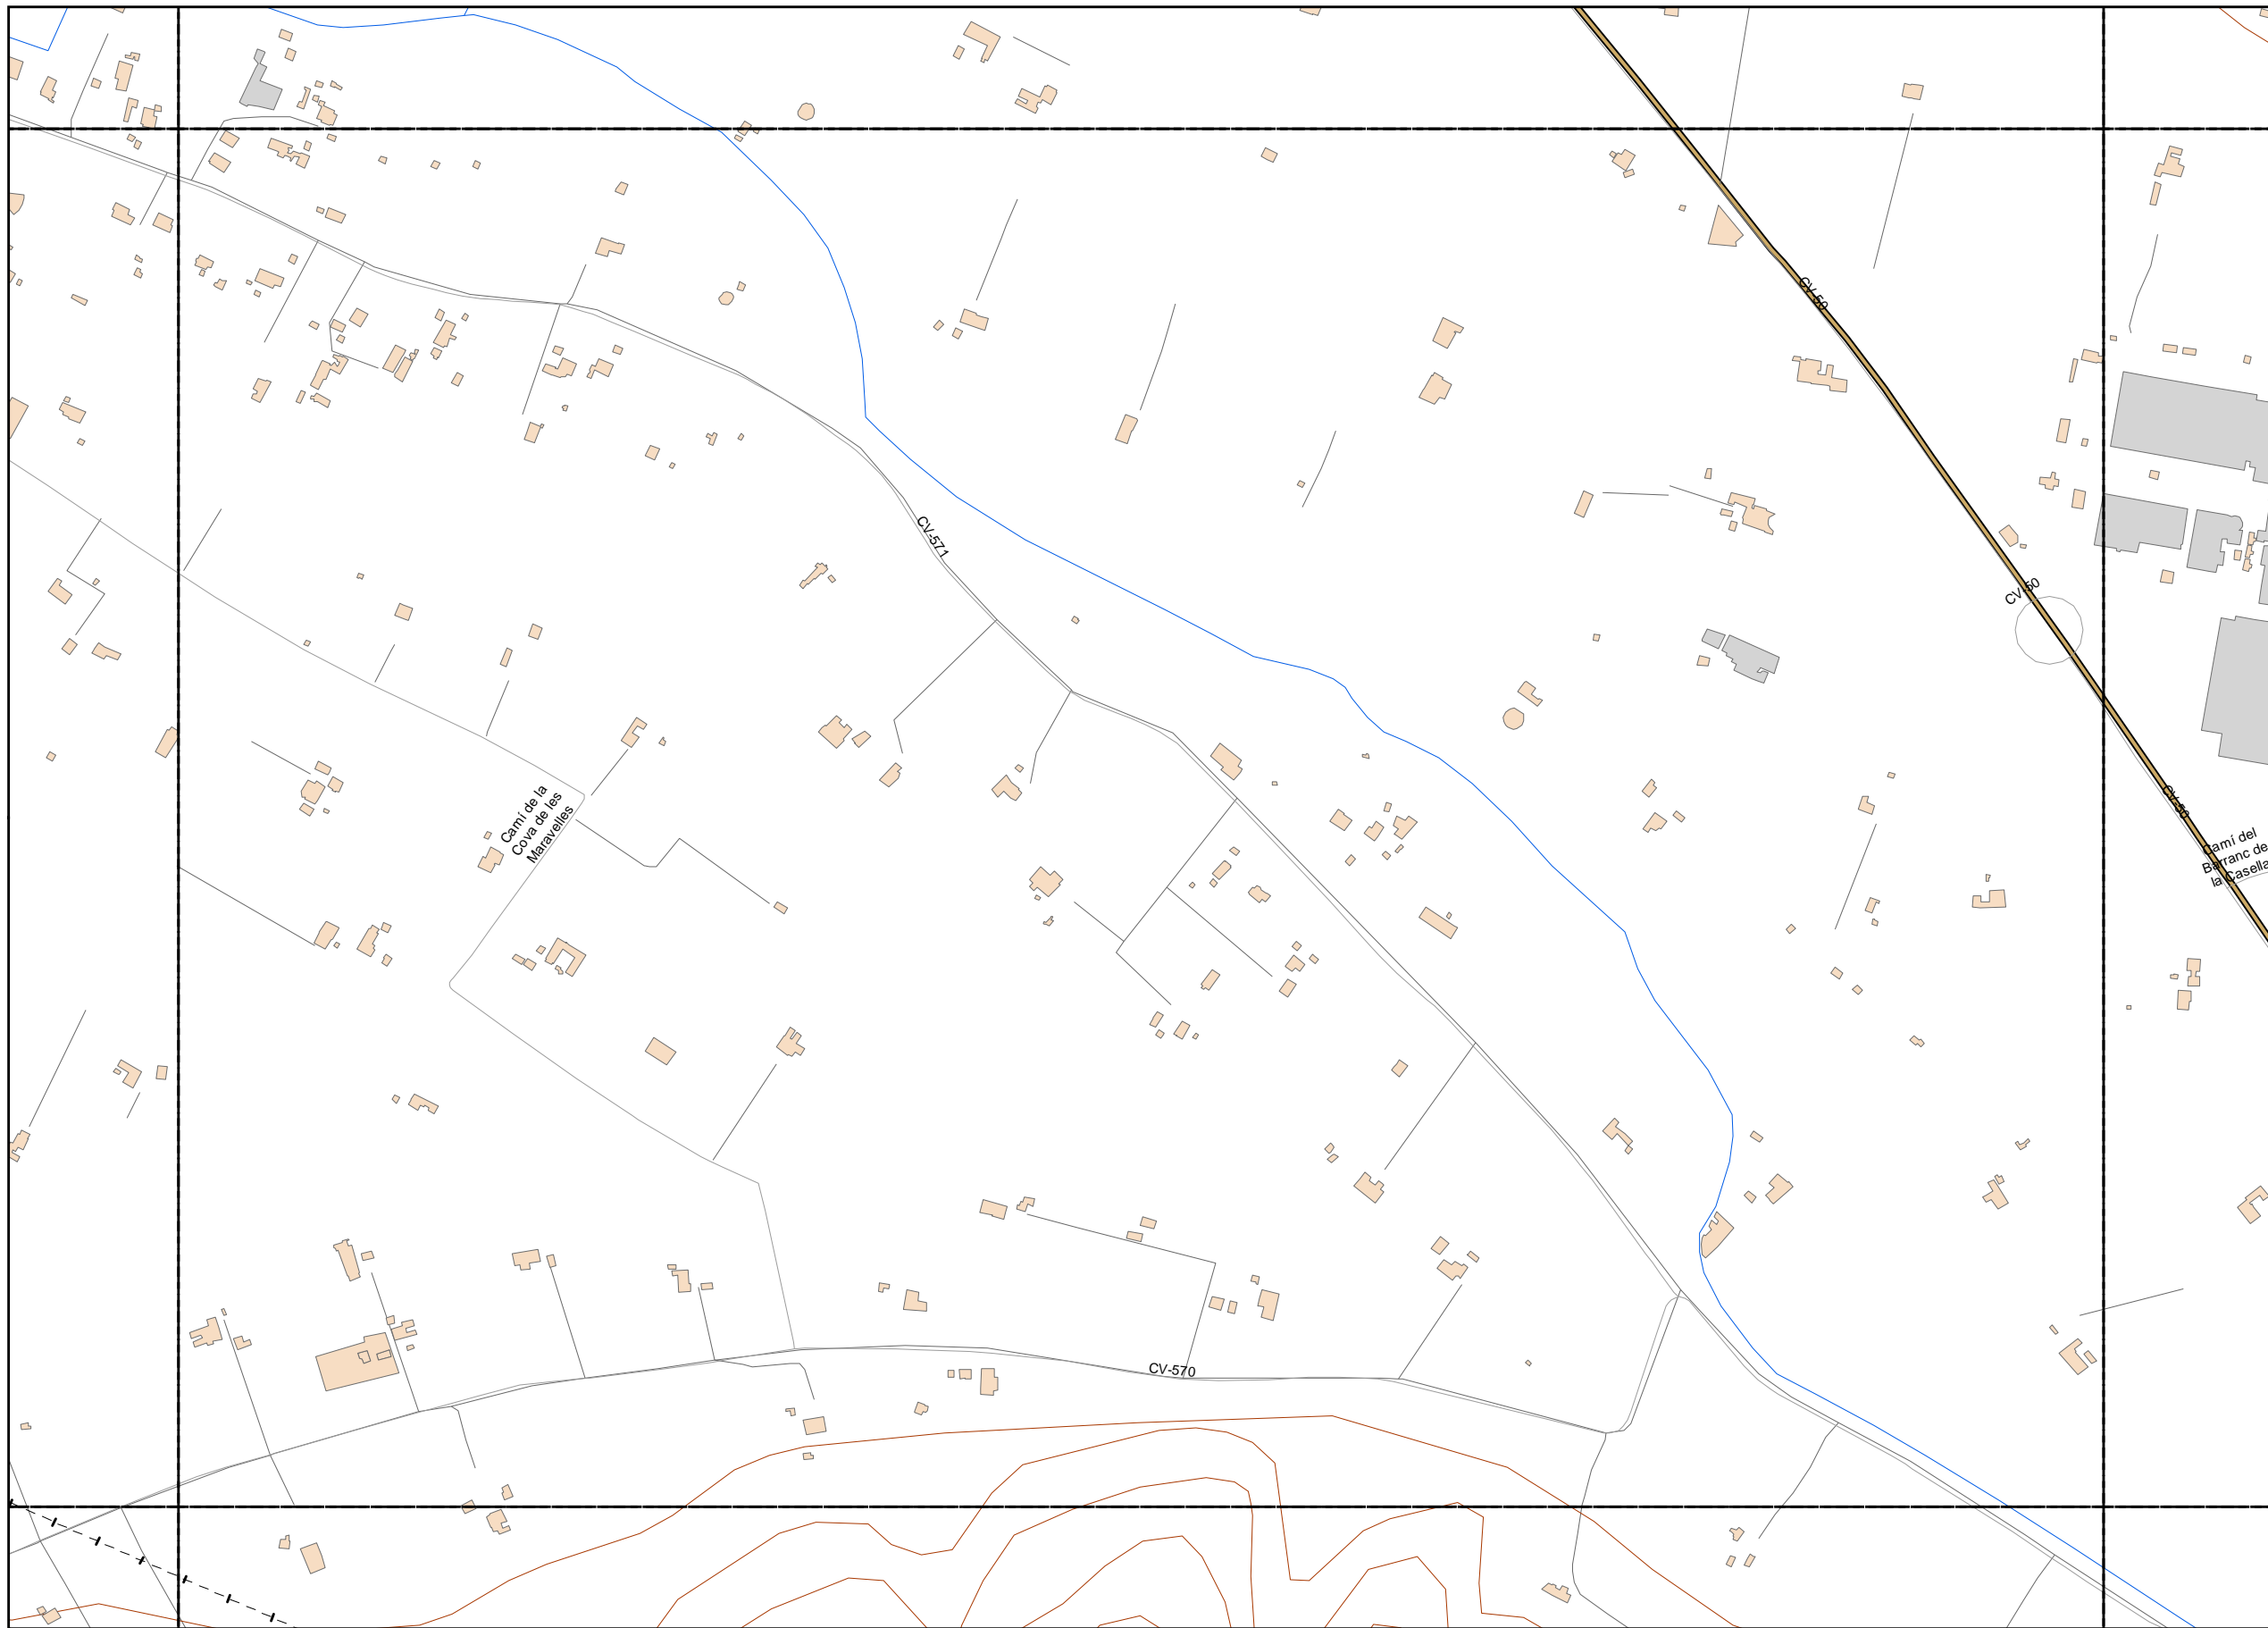 CV-50
CV-571
CV-50
CV-50
Camí de la
Cova de les
Maravelles
Camí del
Barranc de
la Casella
CV-570